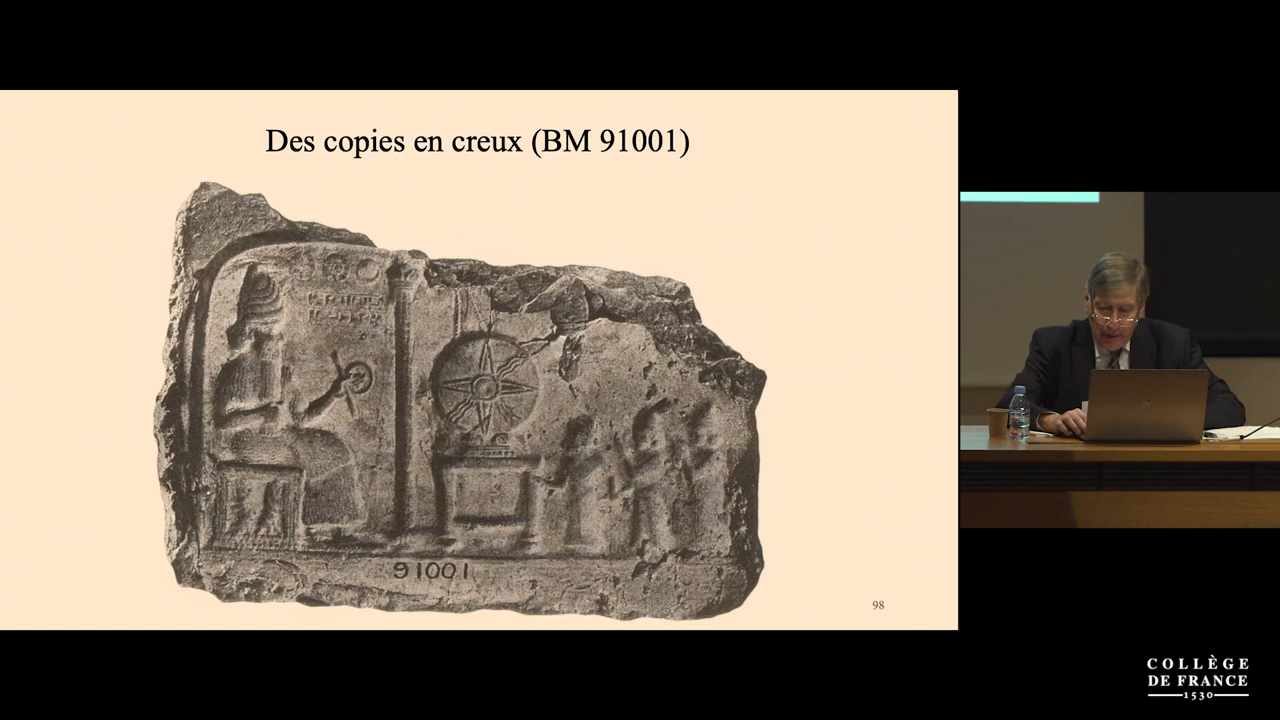 Des copies en creux (BM 91001)
91001
98
COLLÈGE
DE FRANCE
1530